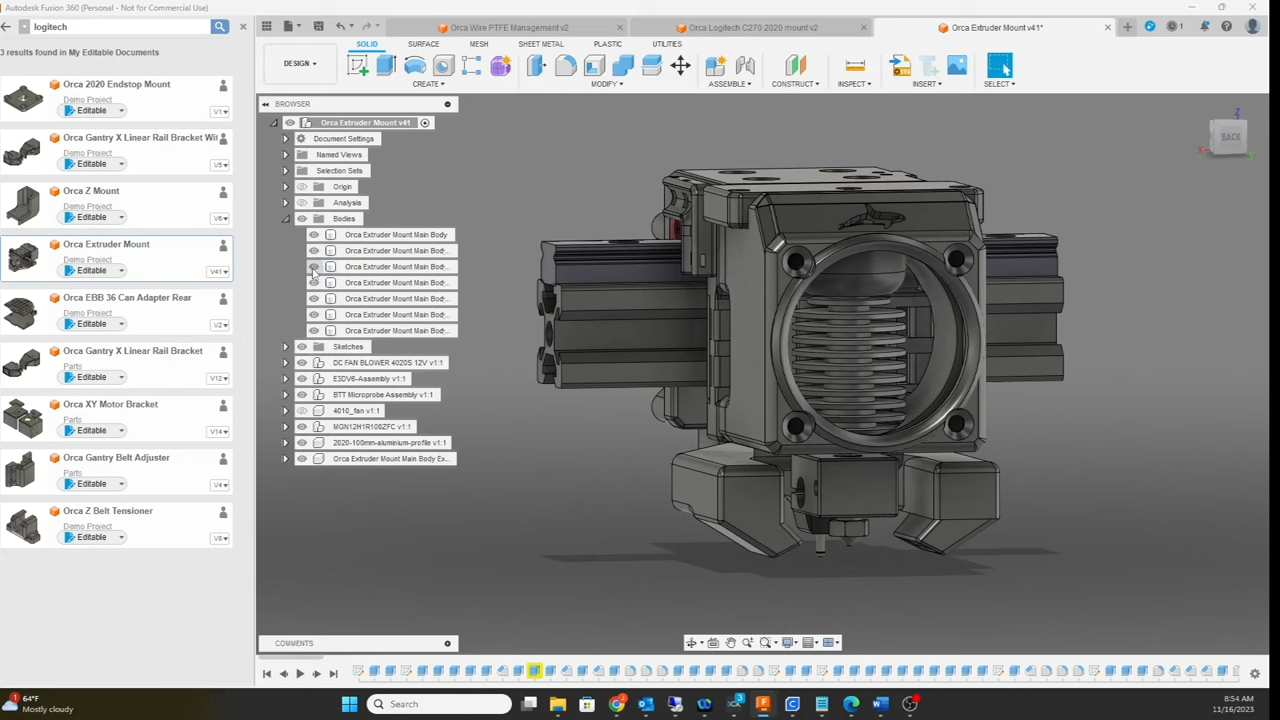 Autodesk Fusion 360 (Personal - Not for Commercial Use)
logitech
3 results found in My Editable Documents
Orca 2020 Endstop Mount
Demo Project
Editable
V1
Orca Gantry X Linear Rail Bracket Wit
Demo Project
Editable
V5
Orca Z Mount
Demo Project
Editable
V6
Orca Extruder Mount
Demo Project
Editable
V41
Orca EBB 36 Can Adapter Rear
Demo Project
Editable
V2
Orca Gantry X Linear Rail Bracket
Parts
Editable
V12
Orca XY Motor Bracket
Parts
Editable
V14
Orca Gantry Belt Adjuster
Parts
Editable
V4
Orca Z Belt Tensioner
Demo Project
Editable
V8
Orca Wire PTFE Management v2
Orca Logitech C270 2020 mount v2
Orca Extruder Mount v41*
1
DESIGN
SOLID
SURFACE
MESH
SHEET METAL
PLASTIC
UTILITIES
CREATE
MODIFY
ASSEMBLE
CONSTRUCT
INSPECT
INSERT
SELECT
BROWSER
Orca Extruder Mount v41
Document Settings
Named Views
Selection Sets
Origin
Analysis
Bodies
Orca Extruder Mount Main Body
Orca Extruder Mount Main Body...
Orca Extruder Mount Main Body...
Orca Extruder Mount Main Body...
Orca Extruder Mount Main Body...
Orca Extruder Mount Main Body...
Orca Extruder Mount Main Body...
Sketches
DC FAN BLOWER 4020S 12V v1:1
E3DV6-Assembly v1:1
BTT Microprobe Assembly v1:1
4010_fan v1:1
MGN12H1R100ZFC v1:1
2020-100mm-aluminium-profile v1:1
Orca Extruder Mount Main Body Ex...
Z
BACK
X
Y
COMMENTS
64°F
Mostly cloudy
Search
8:54 AM
11/16/2023